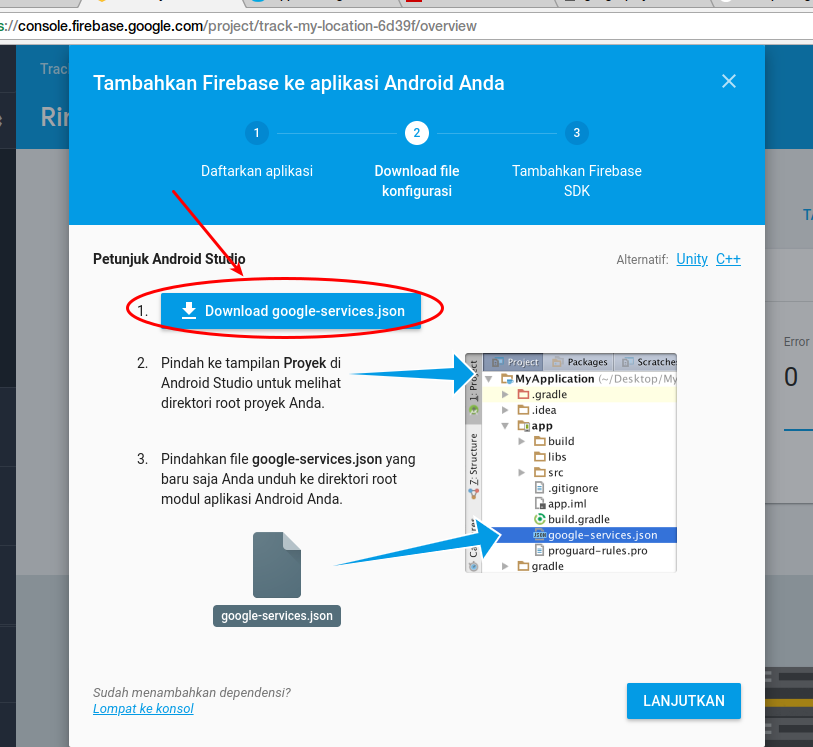 s://console.firebase.google.com/project/track-my-location-6d39f/overview
Trac
Rin
Tambahkan Firebase ke aplikasi Android Anda
1
2
3
Daftarkan aplikasi
Download file
konfigurasi
Tambahkan Firebase
SDK
TA
Petunjuk Android Studio
Alternatif: Unity C++
1. Download google-services.json
2. Pindah ke tampilan Proyek di
Android Studio untuk melihat
direktori root proyek Anda.
3. Pindahkan file google-services.json yang
baru saja Anda unduh ke direktori root
modul aplikasi Android Anda.
google-services.json
Project Packages Scratches
1: Project
Z: Structure
MyApplication (~/Desktop/My
.gradle
.idea
app
build
libs
src
.gitignore
app.iml
build.gradle
google-services.json
proguard-rules.pro
gradle
Error
0
Sudah menambahkan dependensi?
Lompat ke konsol
LANJUTKAN